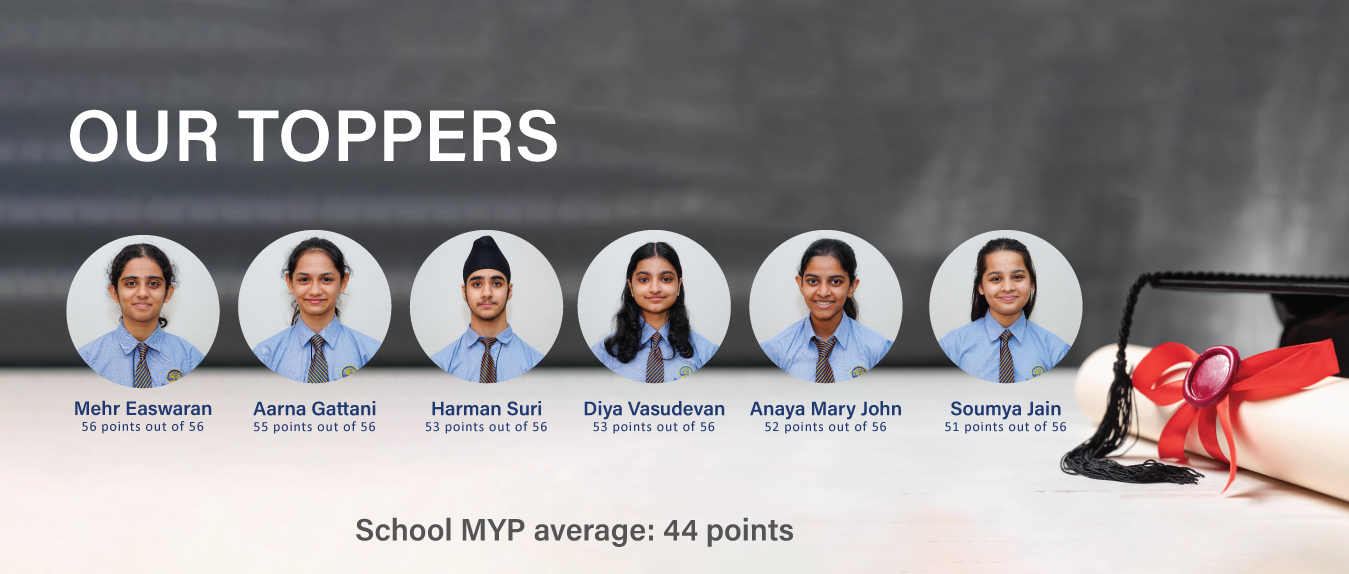 OUR TOPPERS
Mehr Easwaran
56 points out of 56
Aarna Gattani
55 points out of 56
Harman Suri
53 points out of 56
Diya Vasudevan
53 points out of 56
Anaya Mary John
52 points out of 56
Soumya Jain
51 points out of 56
School MYP average: 44 points